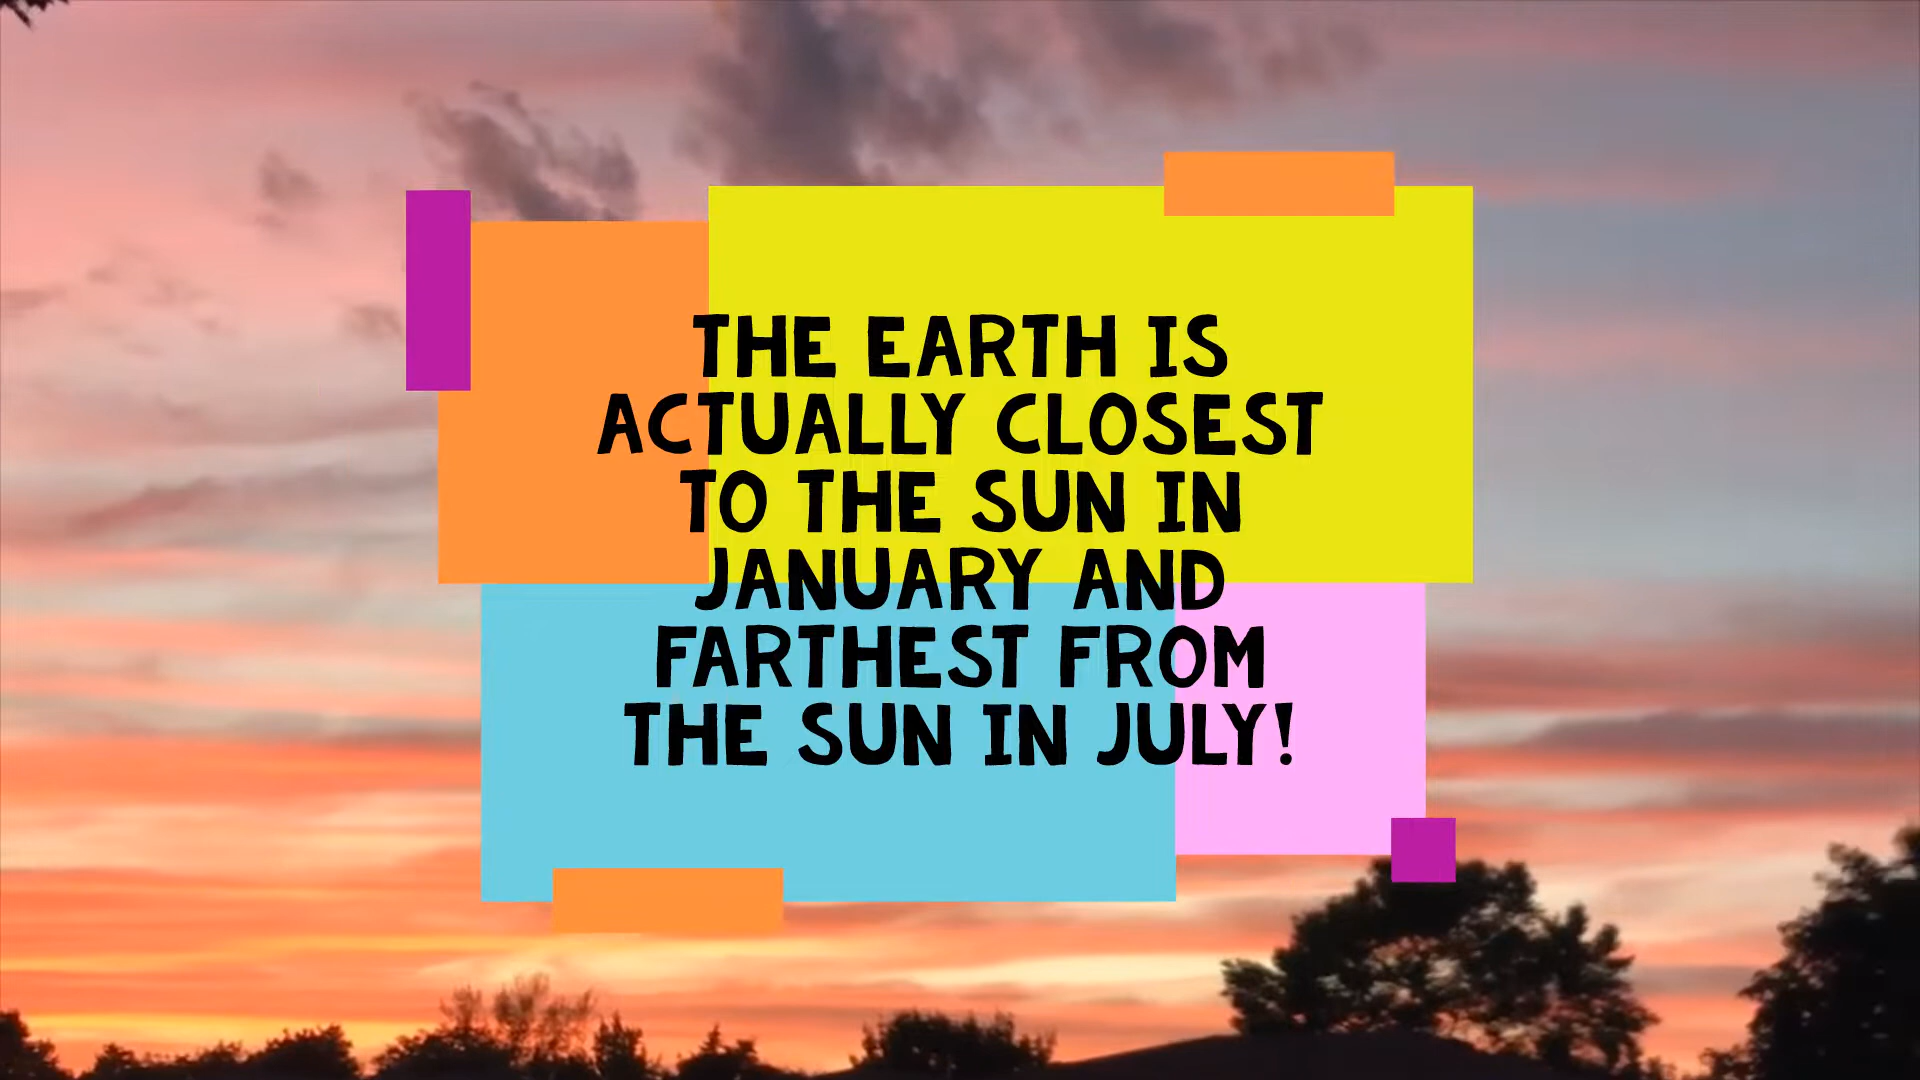 THE EARTH IS
ACTUALLY CLOSEST
TO THE SUN IN
JANUARY AND
FARTHEST FROM
THE SUN IN JULY!